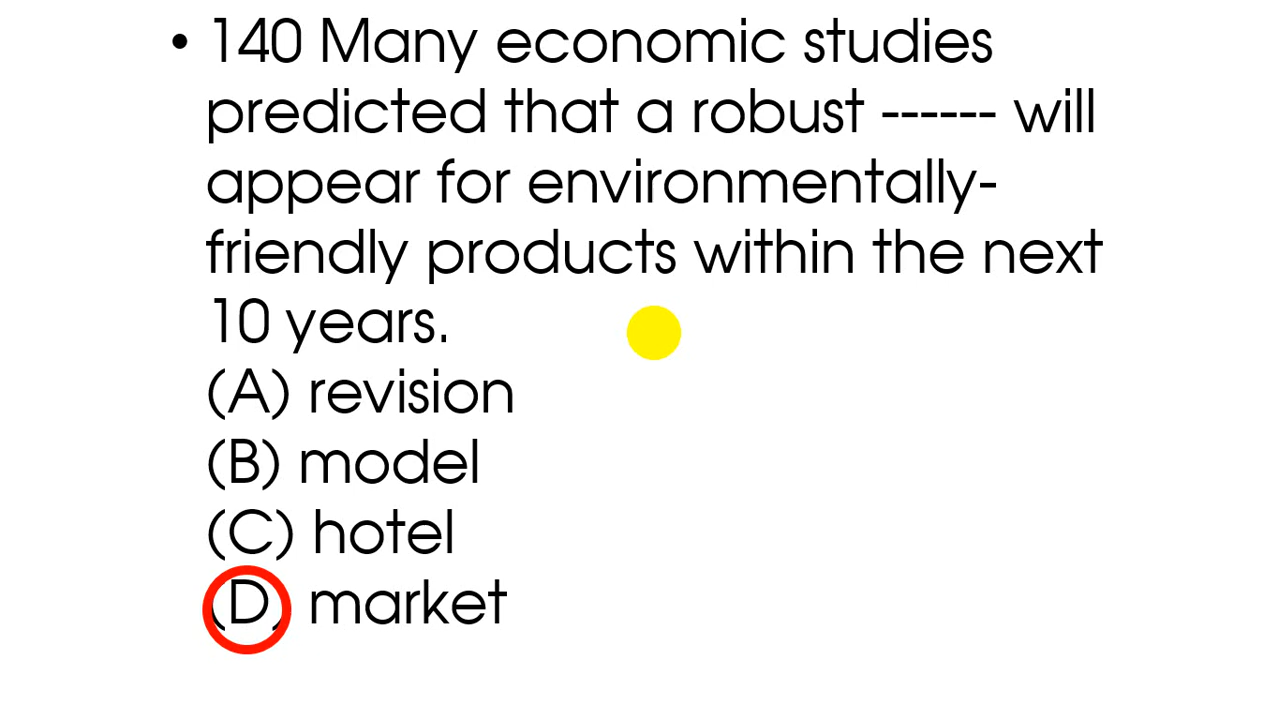 • 140 Many economic studies
predicted that a robust ------ will
appear for environmentally-
friendly products within the next
10 years.
(A) revision
(B) model
(C) hotel
(D) market